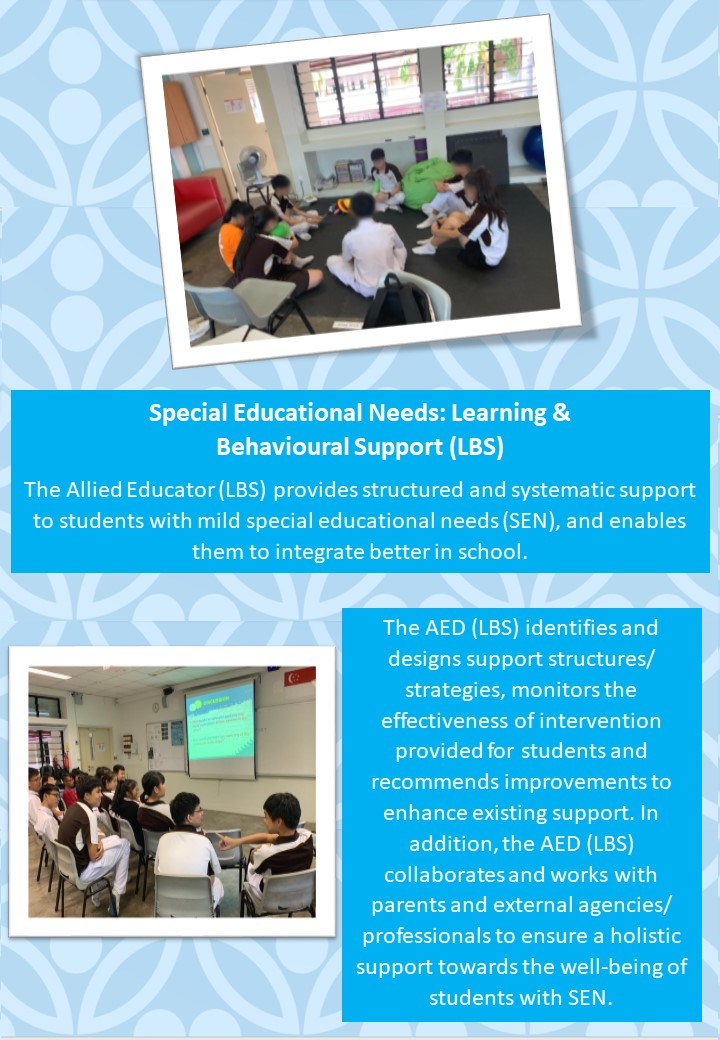 Special Educational Needs: Learning &
Behavioural Support (LBS)
The Allied Educator (LBS) provides structured and systematic support
to students with mild special educational needs (SEN), and enables
them to integrate better in school.
The AED (LBS) identifies and
designs support structures/
strategies, monitors the
effectiveness of intervention
provided for students and
recommends improvements to
enhance existing support. In
addition, the AED (LBS)
collaborates and works with
parents and external agencies/
professionals to ensure a holistic
support towards the well-being of
students with SEN.